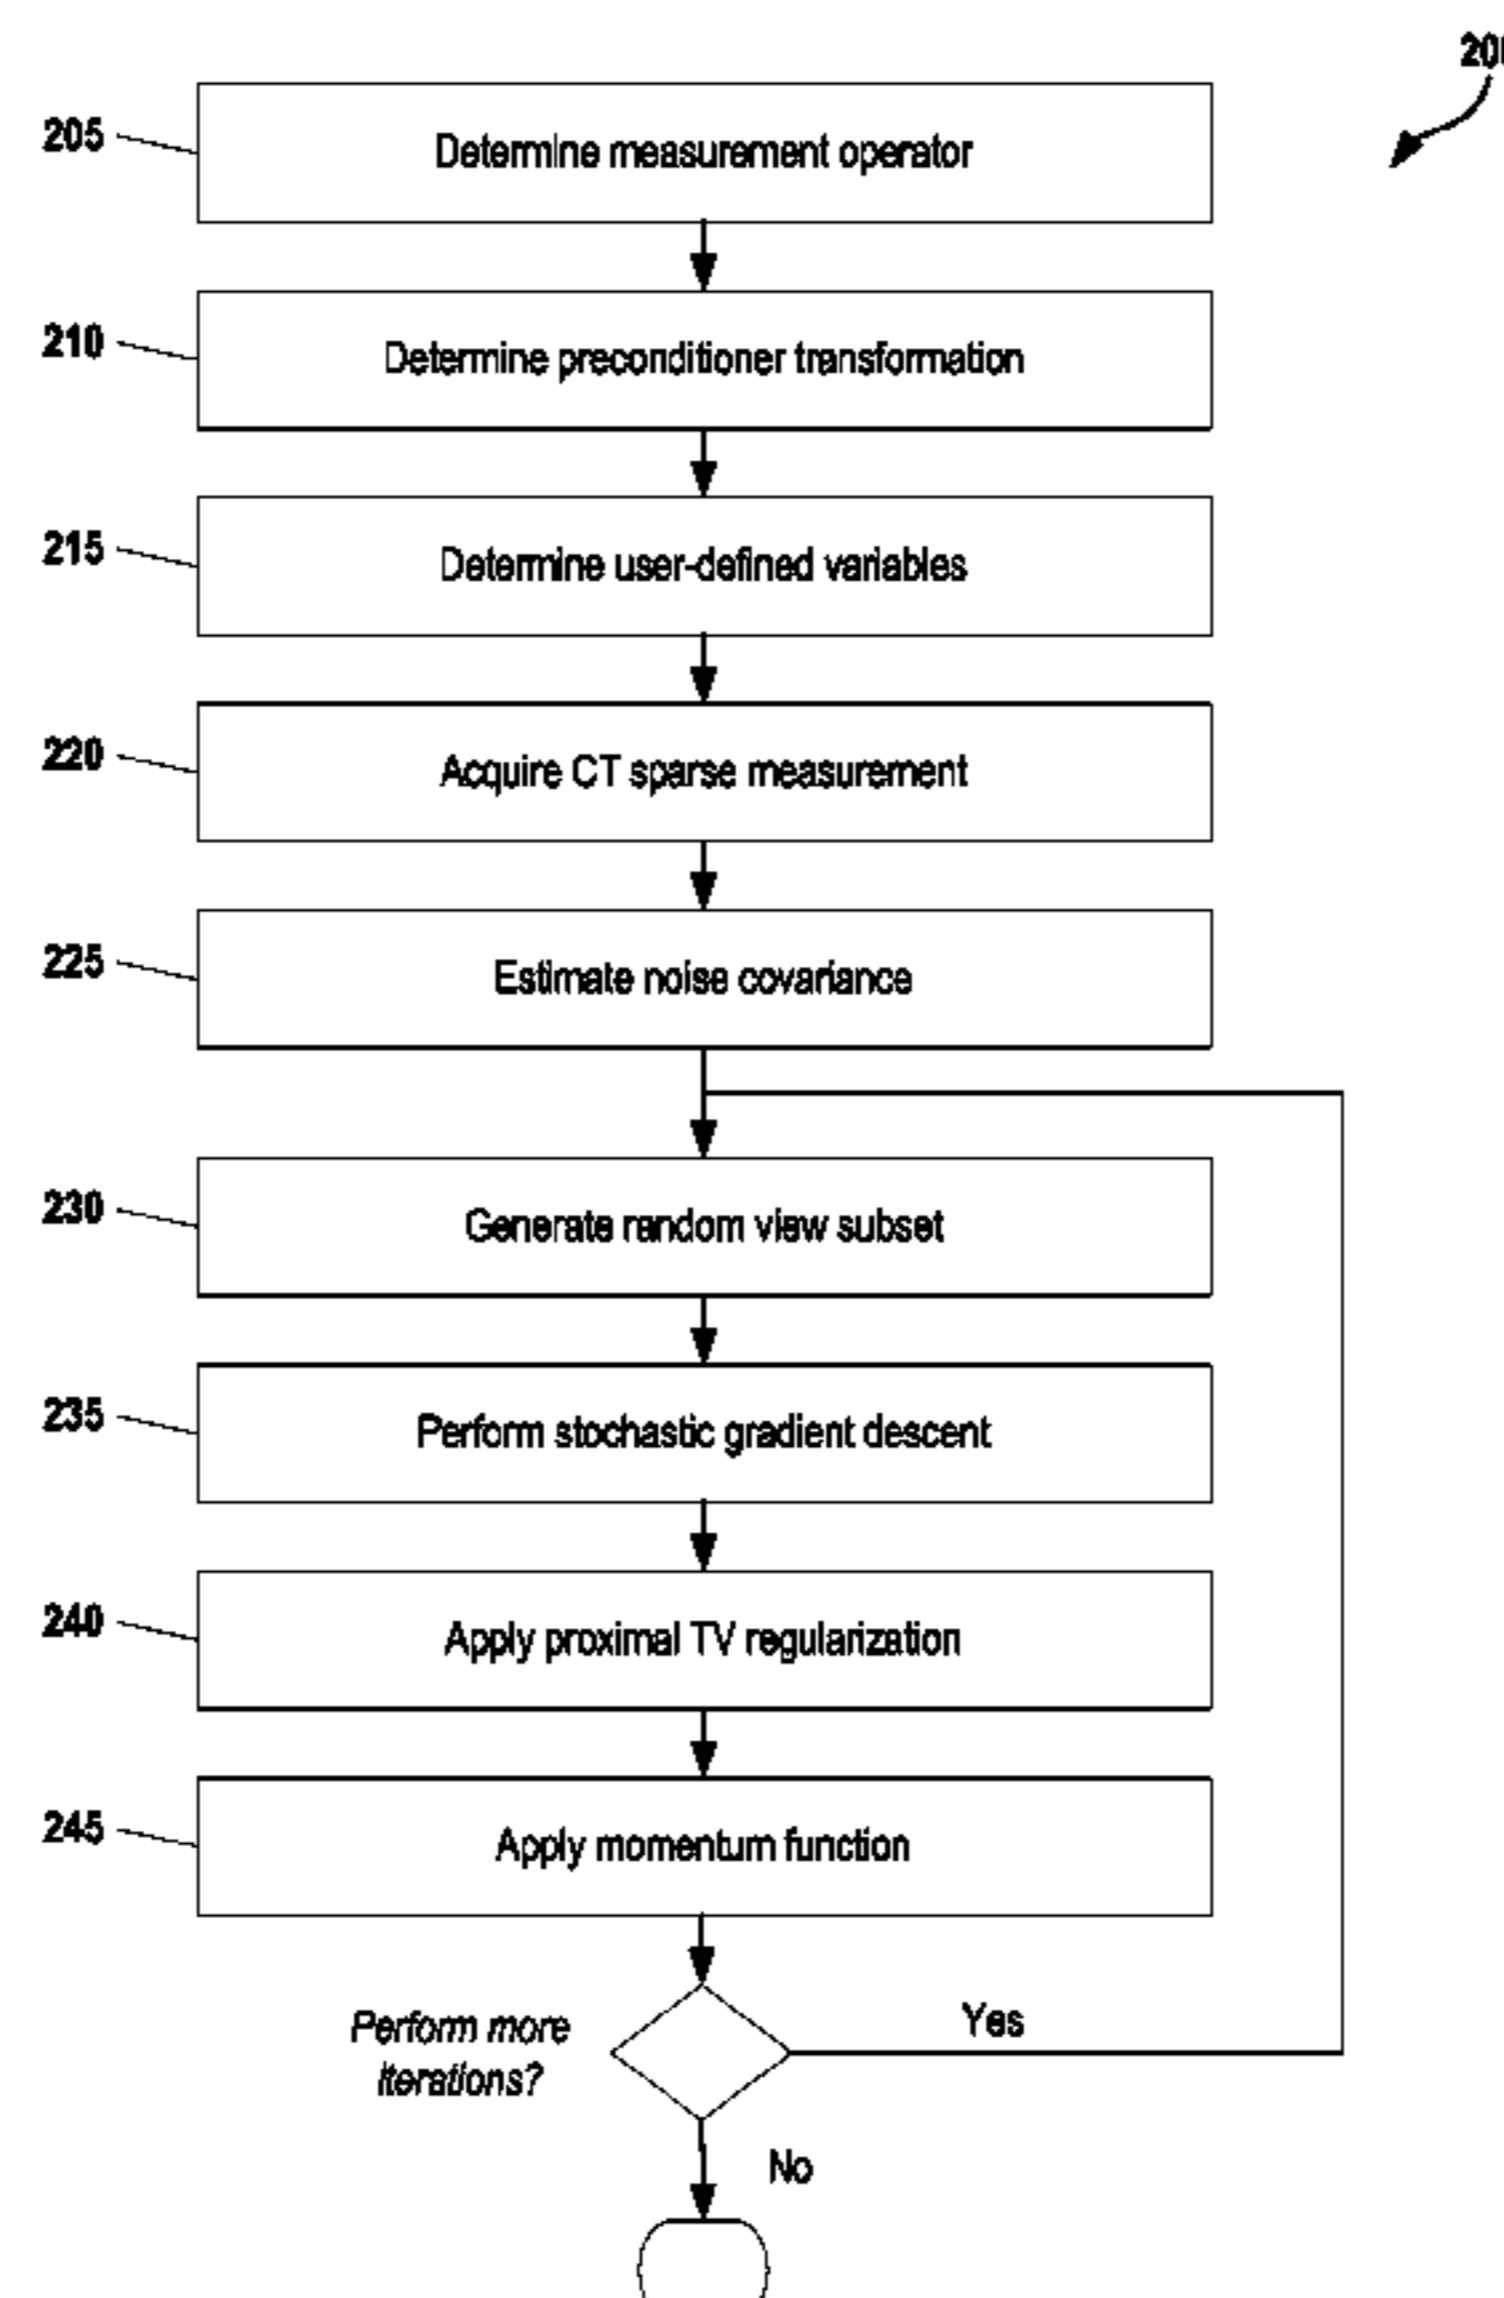 205
Determine measurement operator
210
Determine preconditioner transformation
215
Determine user-defined variables
220
Acquire CT sparse measurement
225
Estimate noise covariance
230
Generate random view subset
235
Perform stochastic gradient descent
240
Apply proximal TV regularization
245
Apply momentum function
Perform more
iterations?
Yes
No